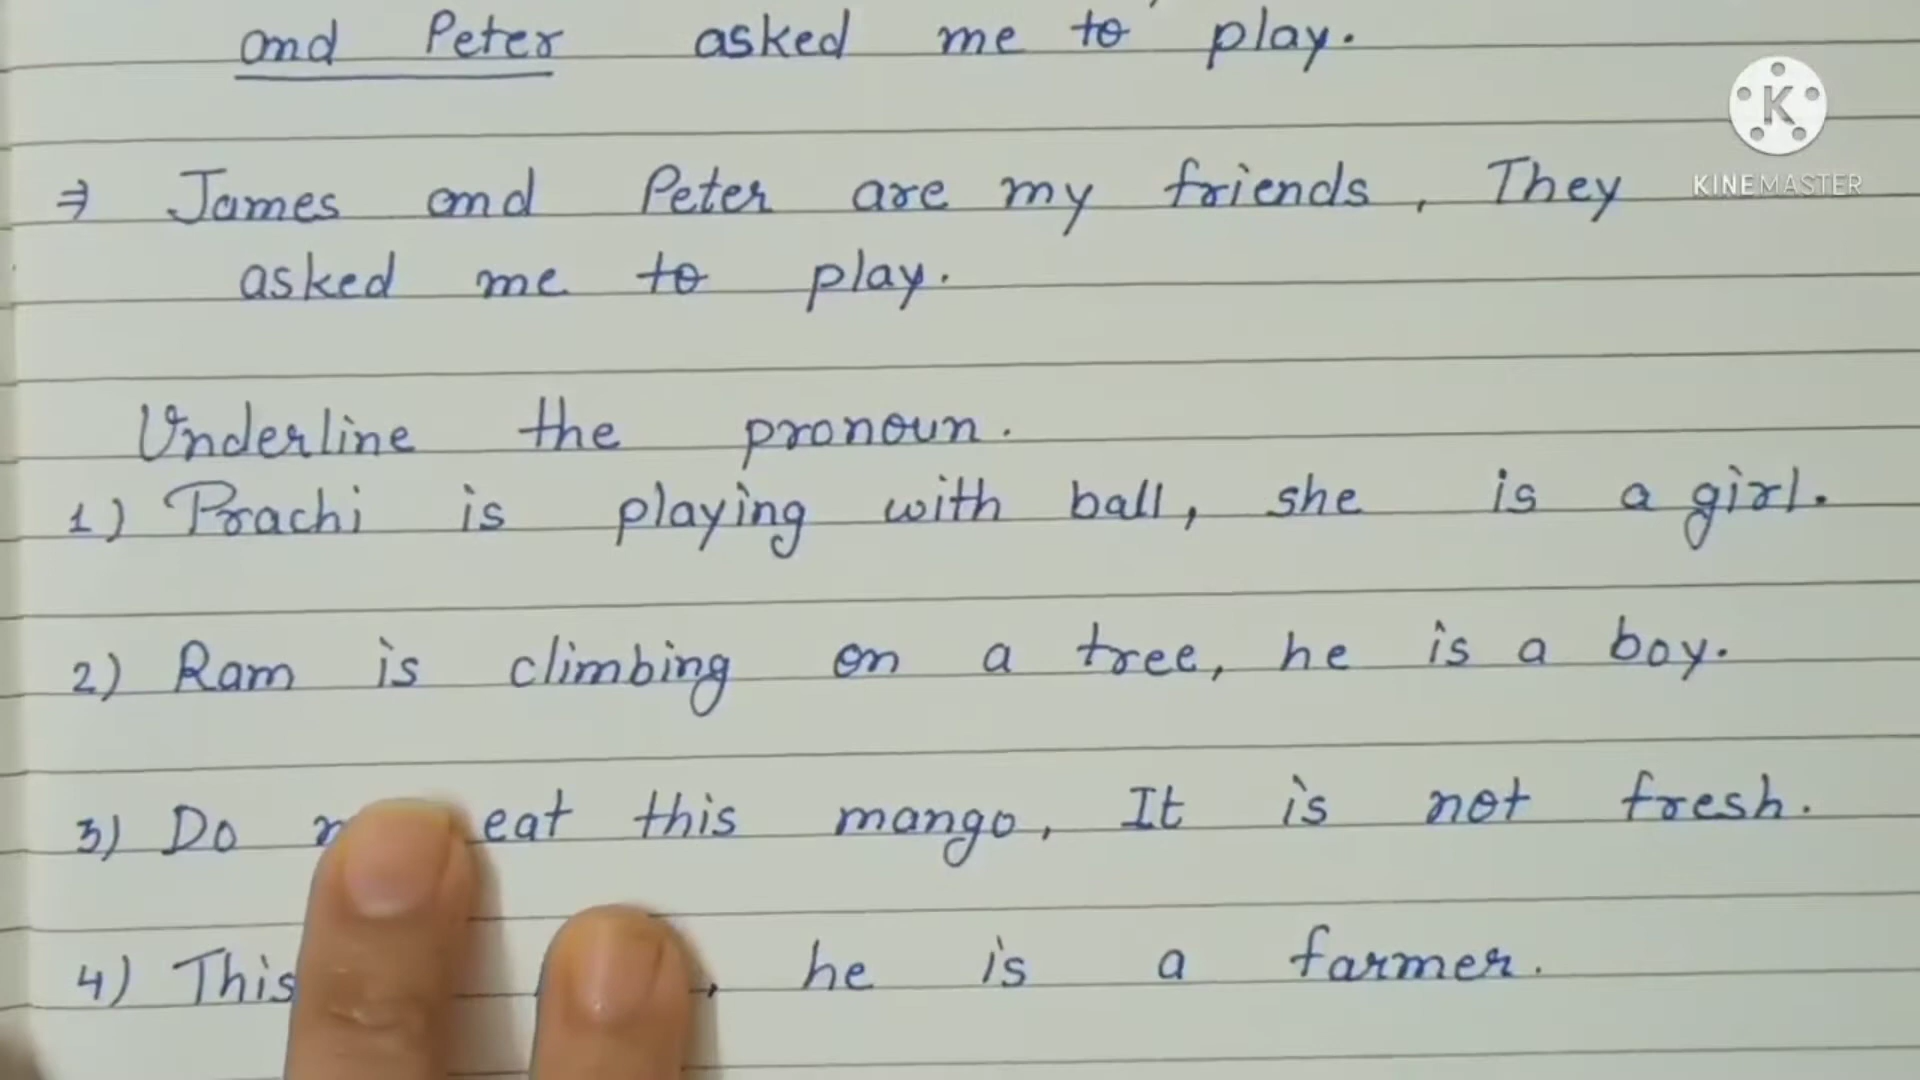 and Peter asked me to play.
K
KINEMASTER
⇒ James and Peter are my friends, They
asked me to play.
Underline the pronoun.
1) Prachi is playing with ball, she is a girl.
2) Ram is climbing on a tree, he is a boy.
3) Do eat this mango, It is not fresh.
4) This , he is a farmer.